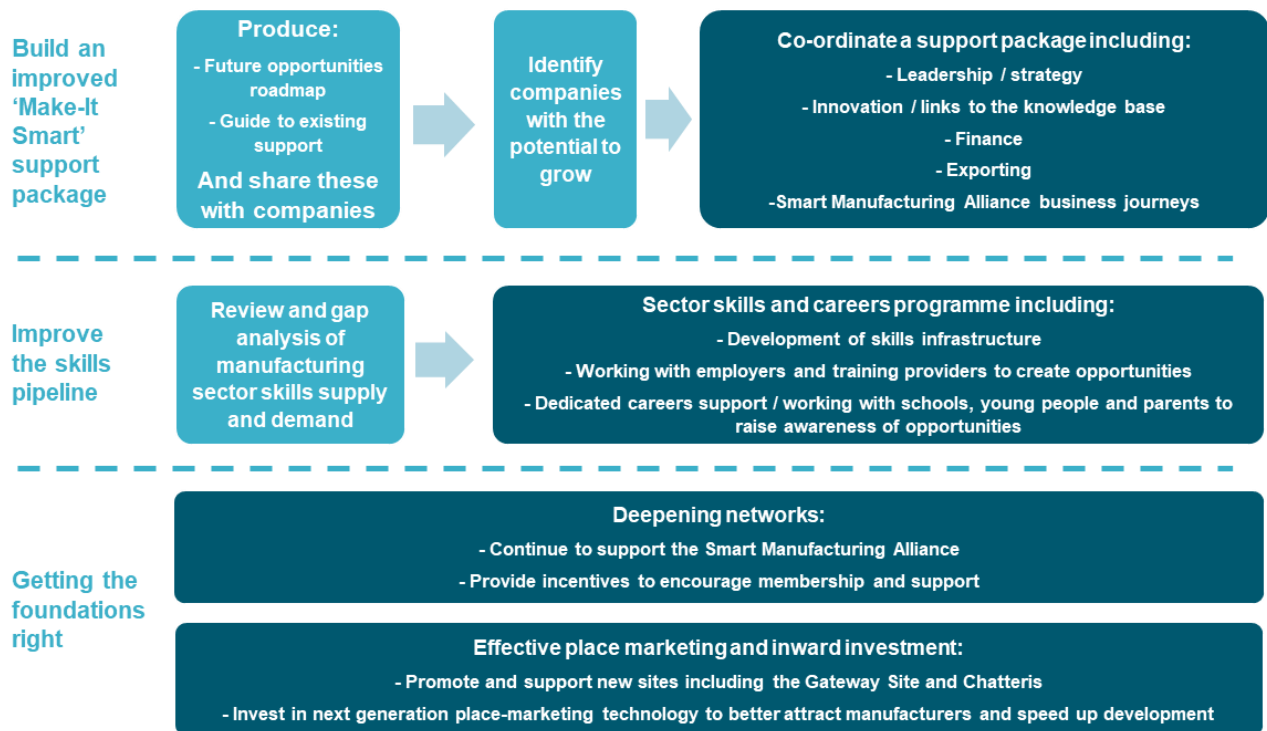 Build an
improved
‘Make-It
Smart’
support
package
Produce:
- Future opportunities
roadmap
- Guide to existing
support
And share these
with companies
Identify
companies
with the
potential to
grow
Co-ordinate a support package including:
- Leadership / strategy
- Innovation / links to the knowledge base
- Finance
- Exporting
-Smart Manufacturing Alliance business journeys
Improve
the skills
pipeline
Review and gap
analysis of
manufacturing
sector skills supply
and demand
Sector skills and careers programme including:
- Development of skills infrastructure
- Working with employers and training providers to create opportunities
- Dedicated careers support / working with schools, young people and parents to
raise awareness of opportunities
Getting the
foundations
right
Deepening networks:
- Continue to support the Smart Manufacturing Alliance
- Provide incentives to encourage membership and support
Effective place marketing and inward investment:
- Promote and support new sites including the Gateway Site and Chatteris
- Invest in next generation place-marketing technology to better attract manufacturers and speed up development